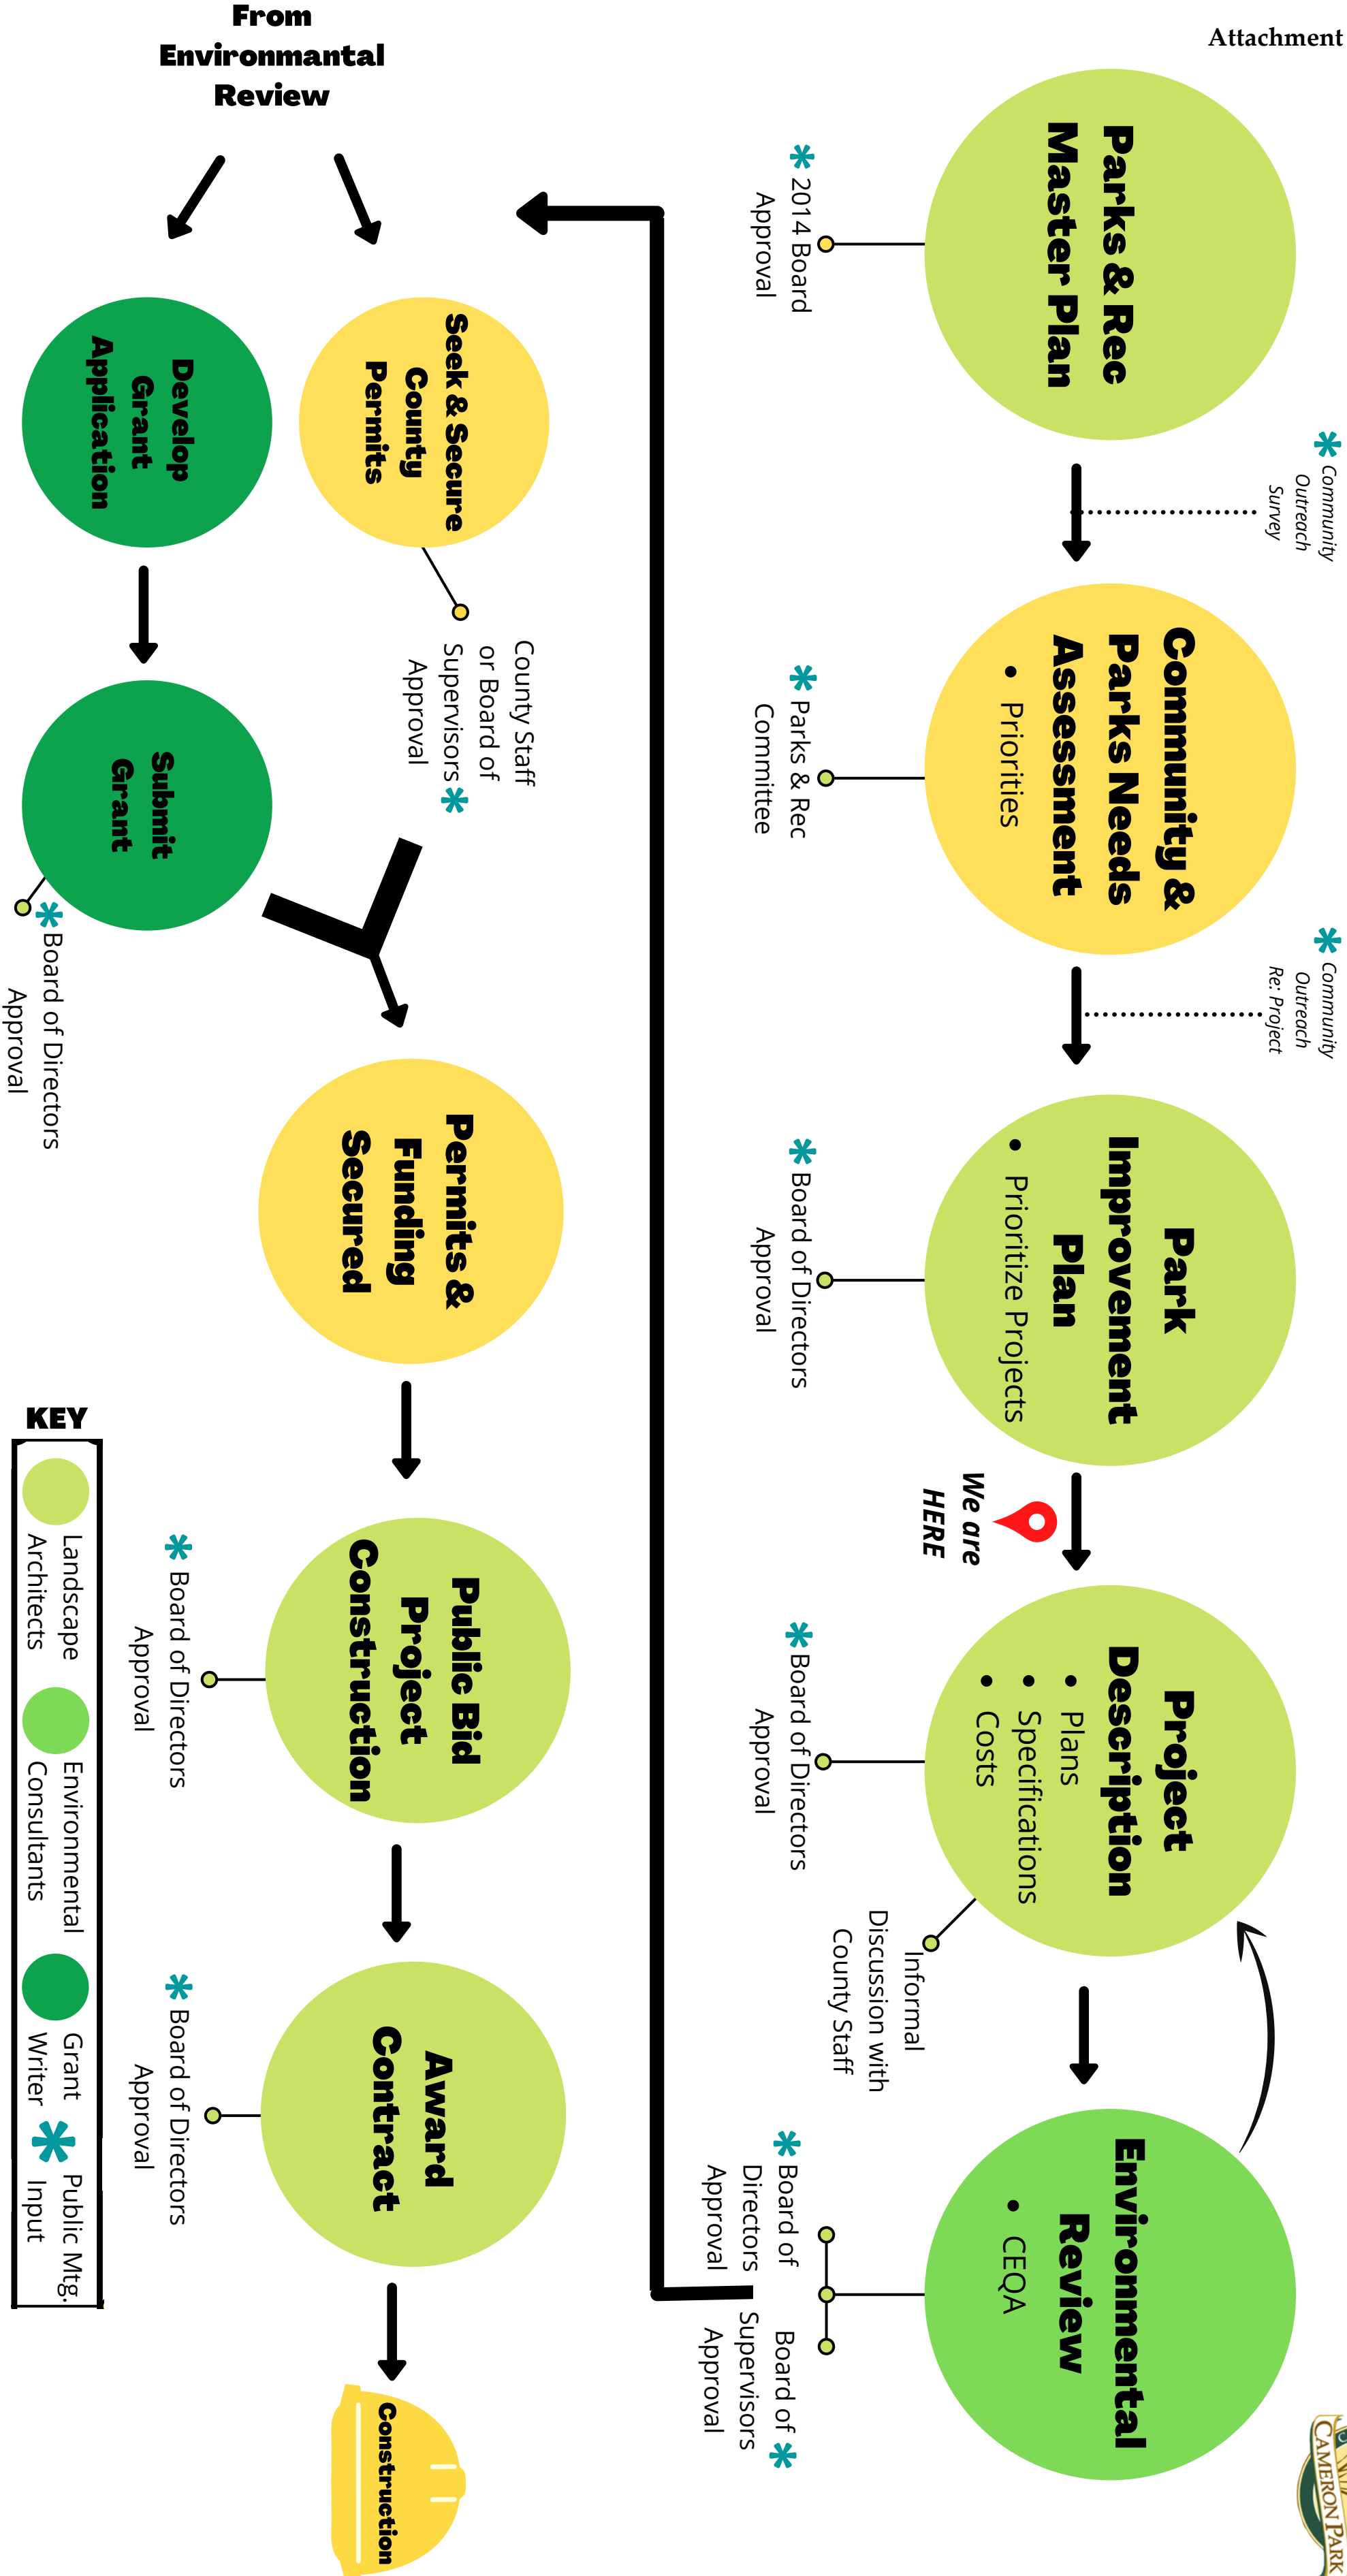 Attachment
Parks & Rec
Master Plan
* 2014 Board
Approval
* Community
Outreach
Survey
Community &
Parks Needs
Assessment
• Priorities
* Parks & Rec
Committee
* Community
Outreach
Re: Project
Park
Improvement
Plan
• Prioritize Projects
* Board of Directors
Approval
We are
HERE
Project
Description
• Plans
• Specifications
• Costs
* Board of Directors
Approval
Informal
Discussion with
County Staff
Environmental
Review
• CEQA
* Board of
Directors
Approval
Board of *
Supervisors
Approval
CAMERON PARK
From
Environmantal
Review
Seek & Secure
County
Permits
County Staff
or Board of
Supervisors *
Approval
Develop
Grant
Application
Submit
Grant
* Board of Directors
Approval
Permits &
Funding
Secured
Public Bid
Project
Construction
* Board of Directors
Approval
Award
Contract
* Board of Directors
Approval
Construction
KEY
Landscape
Architects
Environmental
Consultants
Grant
Writer
* Public Mtg.
Input